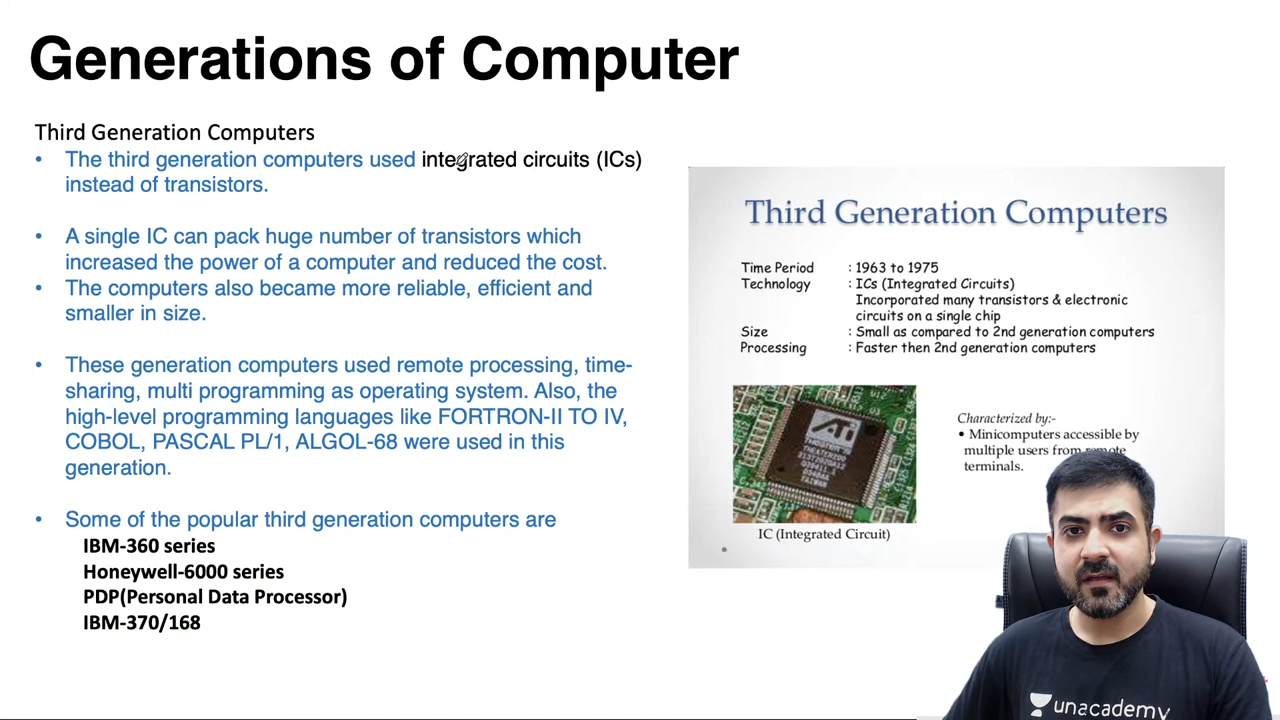 Generations of Computer
Third Generation Computers
• The third generation computers used integrated circuits (ICs)
instead of transistors.
• A single IC can pack huge number of transistors which
increased the power of a computer and reduced the cost.
• The computers also became more reliable, efficient and
smaller in size.
• These generation computers used remote processing, time-
sharing, multi programming as operating system. Also, the
high-level programming languages like FORTRON-II TO IV,
COBOL, PASCAL PL/1, ALGOL-68 were used in this
generation.
• Some of the popular third generation computers are
IBM-360 series
Honeywell-6000 series
PDP(Personal Data Processor)
IBM-370/168
Third Generation Computers
Time Period : 1963 to 1975
Technology : ICs (Integrated Circuits)
Incorporated many transistors & electronic
circuits on a single chip
Size : Small as compared to 2nd generation computers
Processing : Faster then 2nd generation computers
ATi
TAIWAN
IC (Integrated Circuit)
Characterized by:-
• Minicomputers accessible by
multiple users from remote
terminals.
unacademy